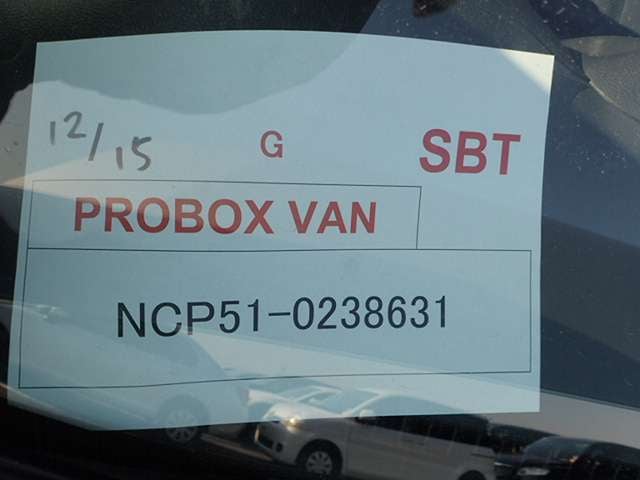 12/15 G SBT
PROBOX VAN
NCP51-0238631